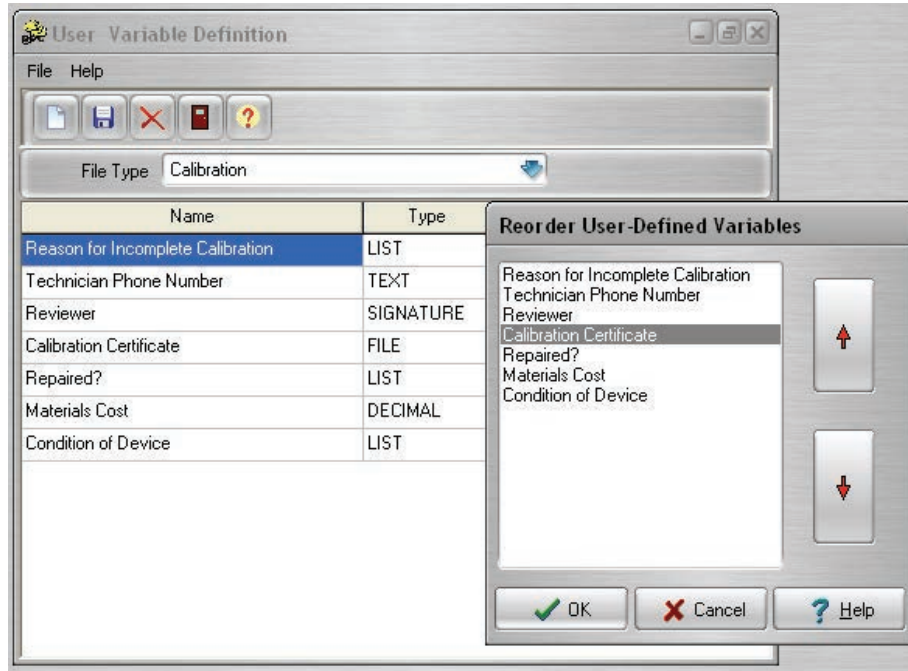 User Variable Definition
File Help
File Type Calibration
Name Type
Reason for Incomplete Calibration LIST
Technician Phone Number TEXT
Reviewer SIGNATURE
Calibration Certificate FILE
Repaired? LIST
Materials Cost DECIMAL
Condition of Device LIST
Reorder User-Defined Variables
Reason for Incomplete Calibration
Technician Phone Number
Reviewer
Calibration Certificate
Repaired?
Materials Cost
Condition of Device
OK Cancel Help